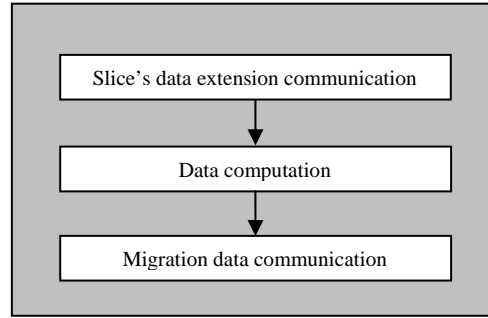 Slice’s data extension communication
Data computation
Migration data communication